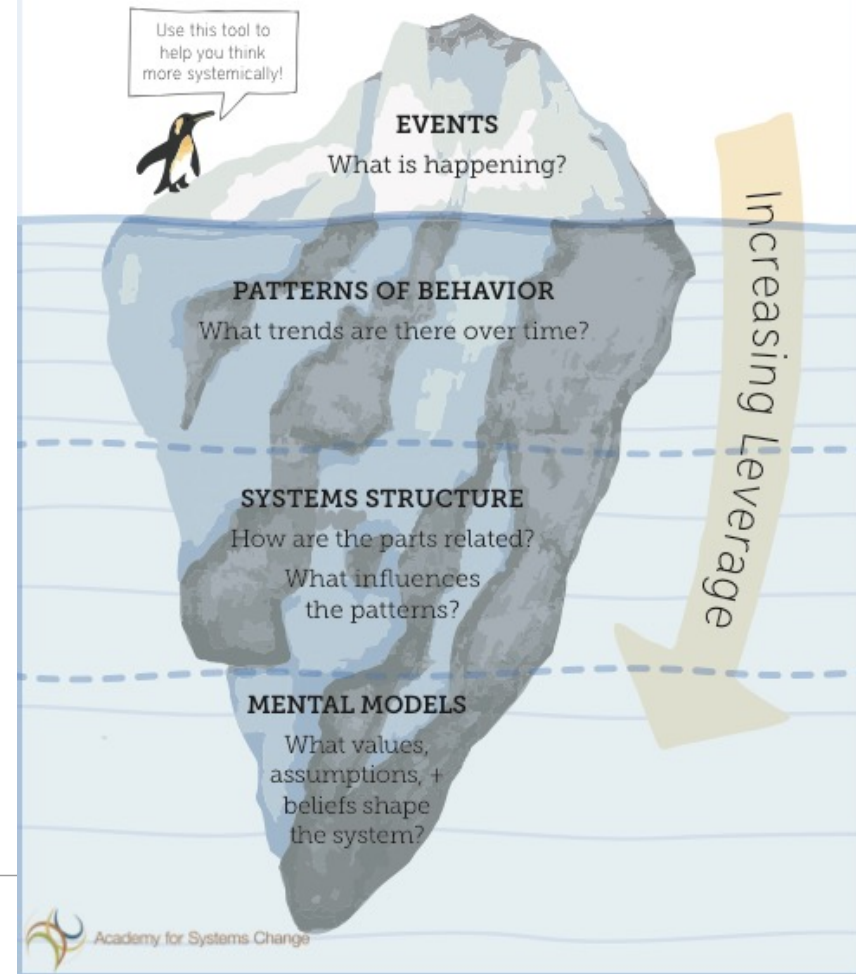 Use this tool to
help you think
more systemically!
EVENTS
What is happening?
PATTERNS OF BEHAVIOR
What trends are there over time?
SYSTEMS STRUCTURE
How are the parts related?
What influences
the patterns?
MENTAL MODELS
What values,
assumptions, +
beliefs shape
the system?
Increasing Leverage
Academy for Systems Change